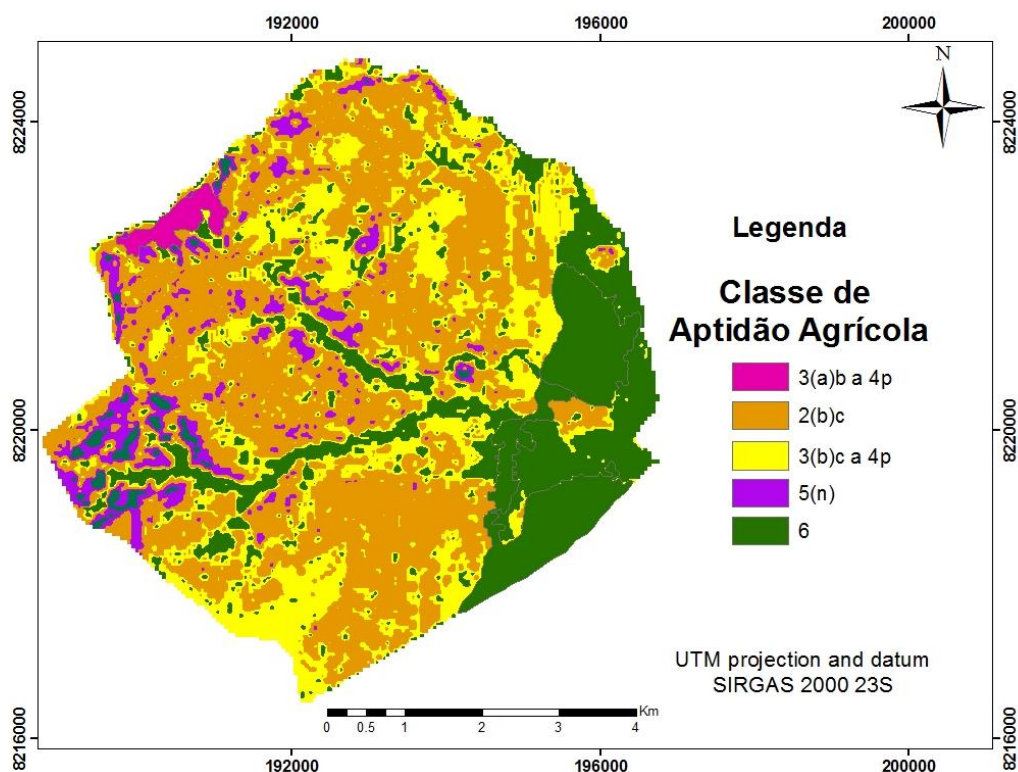 192000 196000 200000
N
8224000 8224000
Legenda
Classe de
Aptidão Agrícola
3(a)b a 4p
2(b)c
3(b)c a 4p
5(n)
6
8220000 8220000
UTM projection and datum
SIRGAS 2000 23S
Km
0 0.5 1 2 3 4
8216000 8216000
192000 196000 200000